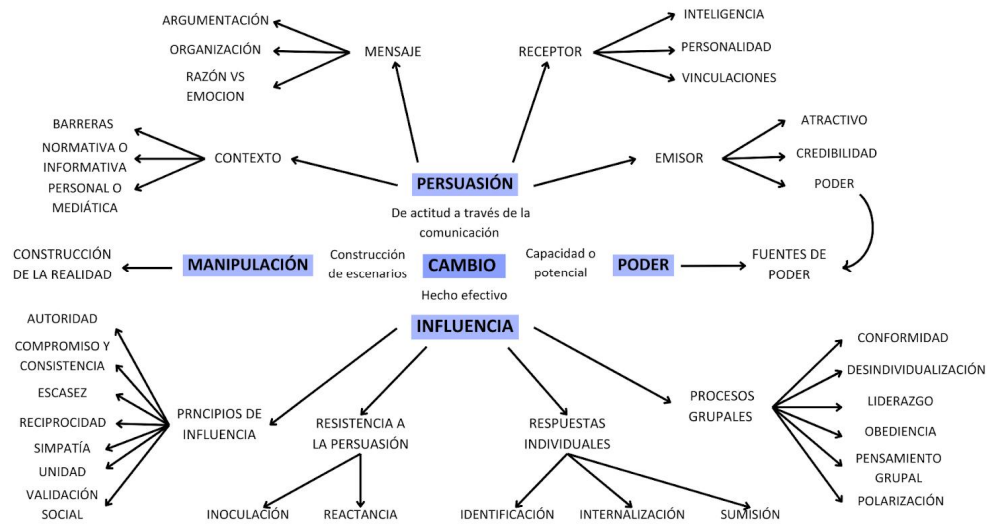 ARGUMENTACIÓN
ORGANIZACIÓN
RAZÓN VS
EMOCION
MENSAJE
RECEPTOR
INTELIGENCIA
PERSONALIDAD
VINCULACIONES
BARRERAS
NORMATIVA O
INFORMATIVA
PERSONAL O
MEDIÁTICA
CONTEXTO
EMISOR
ATRACTIVO
CREDIBILIDAD
PODER
PERSUASIÓN
De actitud a través de la
comunicación
CONSTRUCCIÓN
DE LA REALIDAD
MANIPULACIÓN
Construcción
de escenarios
CAMBIO
Capacidad o
potencial
PODER
FUENTES DE
PODER
Hecho efectivo
INFLUENCIA
AUTORIDAD
COMPROMISO Y
CONSISTENCIA
ESCASEZ
RECIPROCIDAD
SIMPATÍA
UNIDAD
VALIDACIÓN
SOCIAL
PRNCIPIOS DE
INFLUENCIA
RESISTENCIA A
LA PERSUASIÓN
INOCULACIÓN
REACTANCIA
RESPUESTAS
INDIVIDUALES
IDENTIFICACIÓN
INTERNALIZACIÓN
SUMISIÓN
PROCESOS
GRUPALES
CONFORMIDAD
DESINDIVIDUALIZACIÓN
LIDERAZGO
OBEDIENCIA
PENSAMIENTO
GRUPAL
POLARIZACIÓN